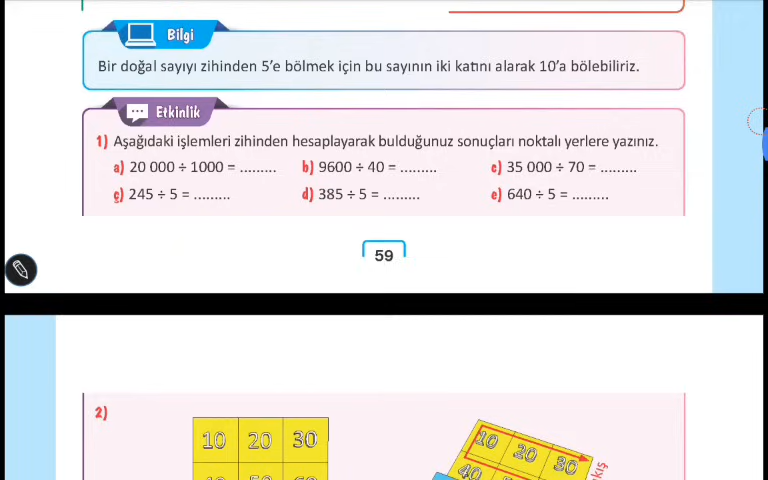 Bilgi
Bir doğal sayıyı zihinden 5'e bölmek için bu sayının iki katını alarak 10'a bölebiliriz.
Etkinlik
1) Aşağıdaki işlemleri zihinden hesaplayarak bulduğunuz sonuçları noktalı yerlere yazınız.
a) 20 000 ÷ 1000 = ......... b) 9600 ÷ 40 = ......... c) 35 000 ÷ 70 = .........
ç) 245 ÷ 5 = ......... d) 385 ÷ 5 = ......... e) 640 ÷ 5 = .........
59
2)
10 20 30
10 20 30
40